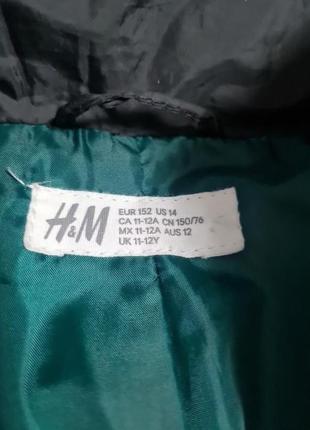 H&M
EUR 152 US 14
CA 11-12A CN 150/76
MX 11-12A AUS 12
UK 11-12Y